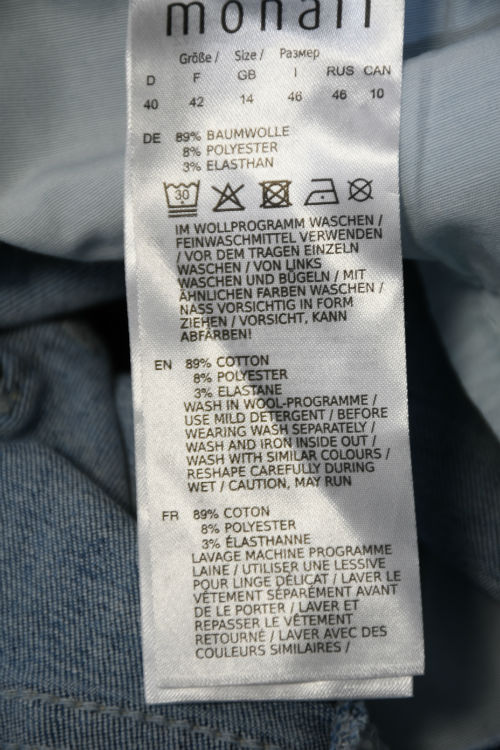 monari
Größe / Size / Размер
D F GB I RUS CAN
40 42 14 46 46 10
DE 89% BAUMWOLLE
8% POLYESTER
3% ELASTHAN
30
IM WOLLPROGRAMM WASCHEN /
FEINWASCHMITTEL VERWENDEN
/ VOR DEM TRAGEN EINZELN
WASCHEN / VON LINKS
WASCHEN UND BÜGELN / MIT
ÄHNLICHEN FARBEN WASCHEN /
NASS VORSICHTIG IN FORM
ZIEHEN / VORSICHT, KANN
ABFÄRBEN!
EN 89% COTTON
8% POLYESTER
3% ELASTANE
WASH IN WOOL-PROGRAMME /
USE MILD DETERGENT / BEFORE
WEARING WASH SEPARATELY /
WASH AND IRON INSIDE OUT /
WASH WITH SIMILAR COLOURS /
RESHAPE CAREFULLY DURING
WET / CAUTION, MAY RUN
FR 89% COTON
8% POLYESTER
3% ÉLASTHANNE
LAVAGE MACHINE PROGRAMME
LAINE / UTILISER UNE LESSIVE
POUR LINGE DÉLICAT / LAVER LE
VÊTEMENT SÉPARÉMENT AVANT
DE LE PORTER / LAVER ET
REPASSER LE VÊTEMENT
RETOURNÉ / LAVER AVEC DES
COULEURS SIMILAIRES /